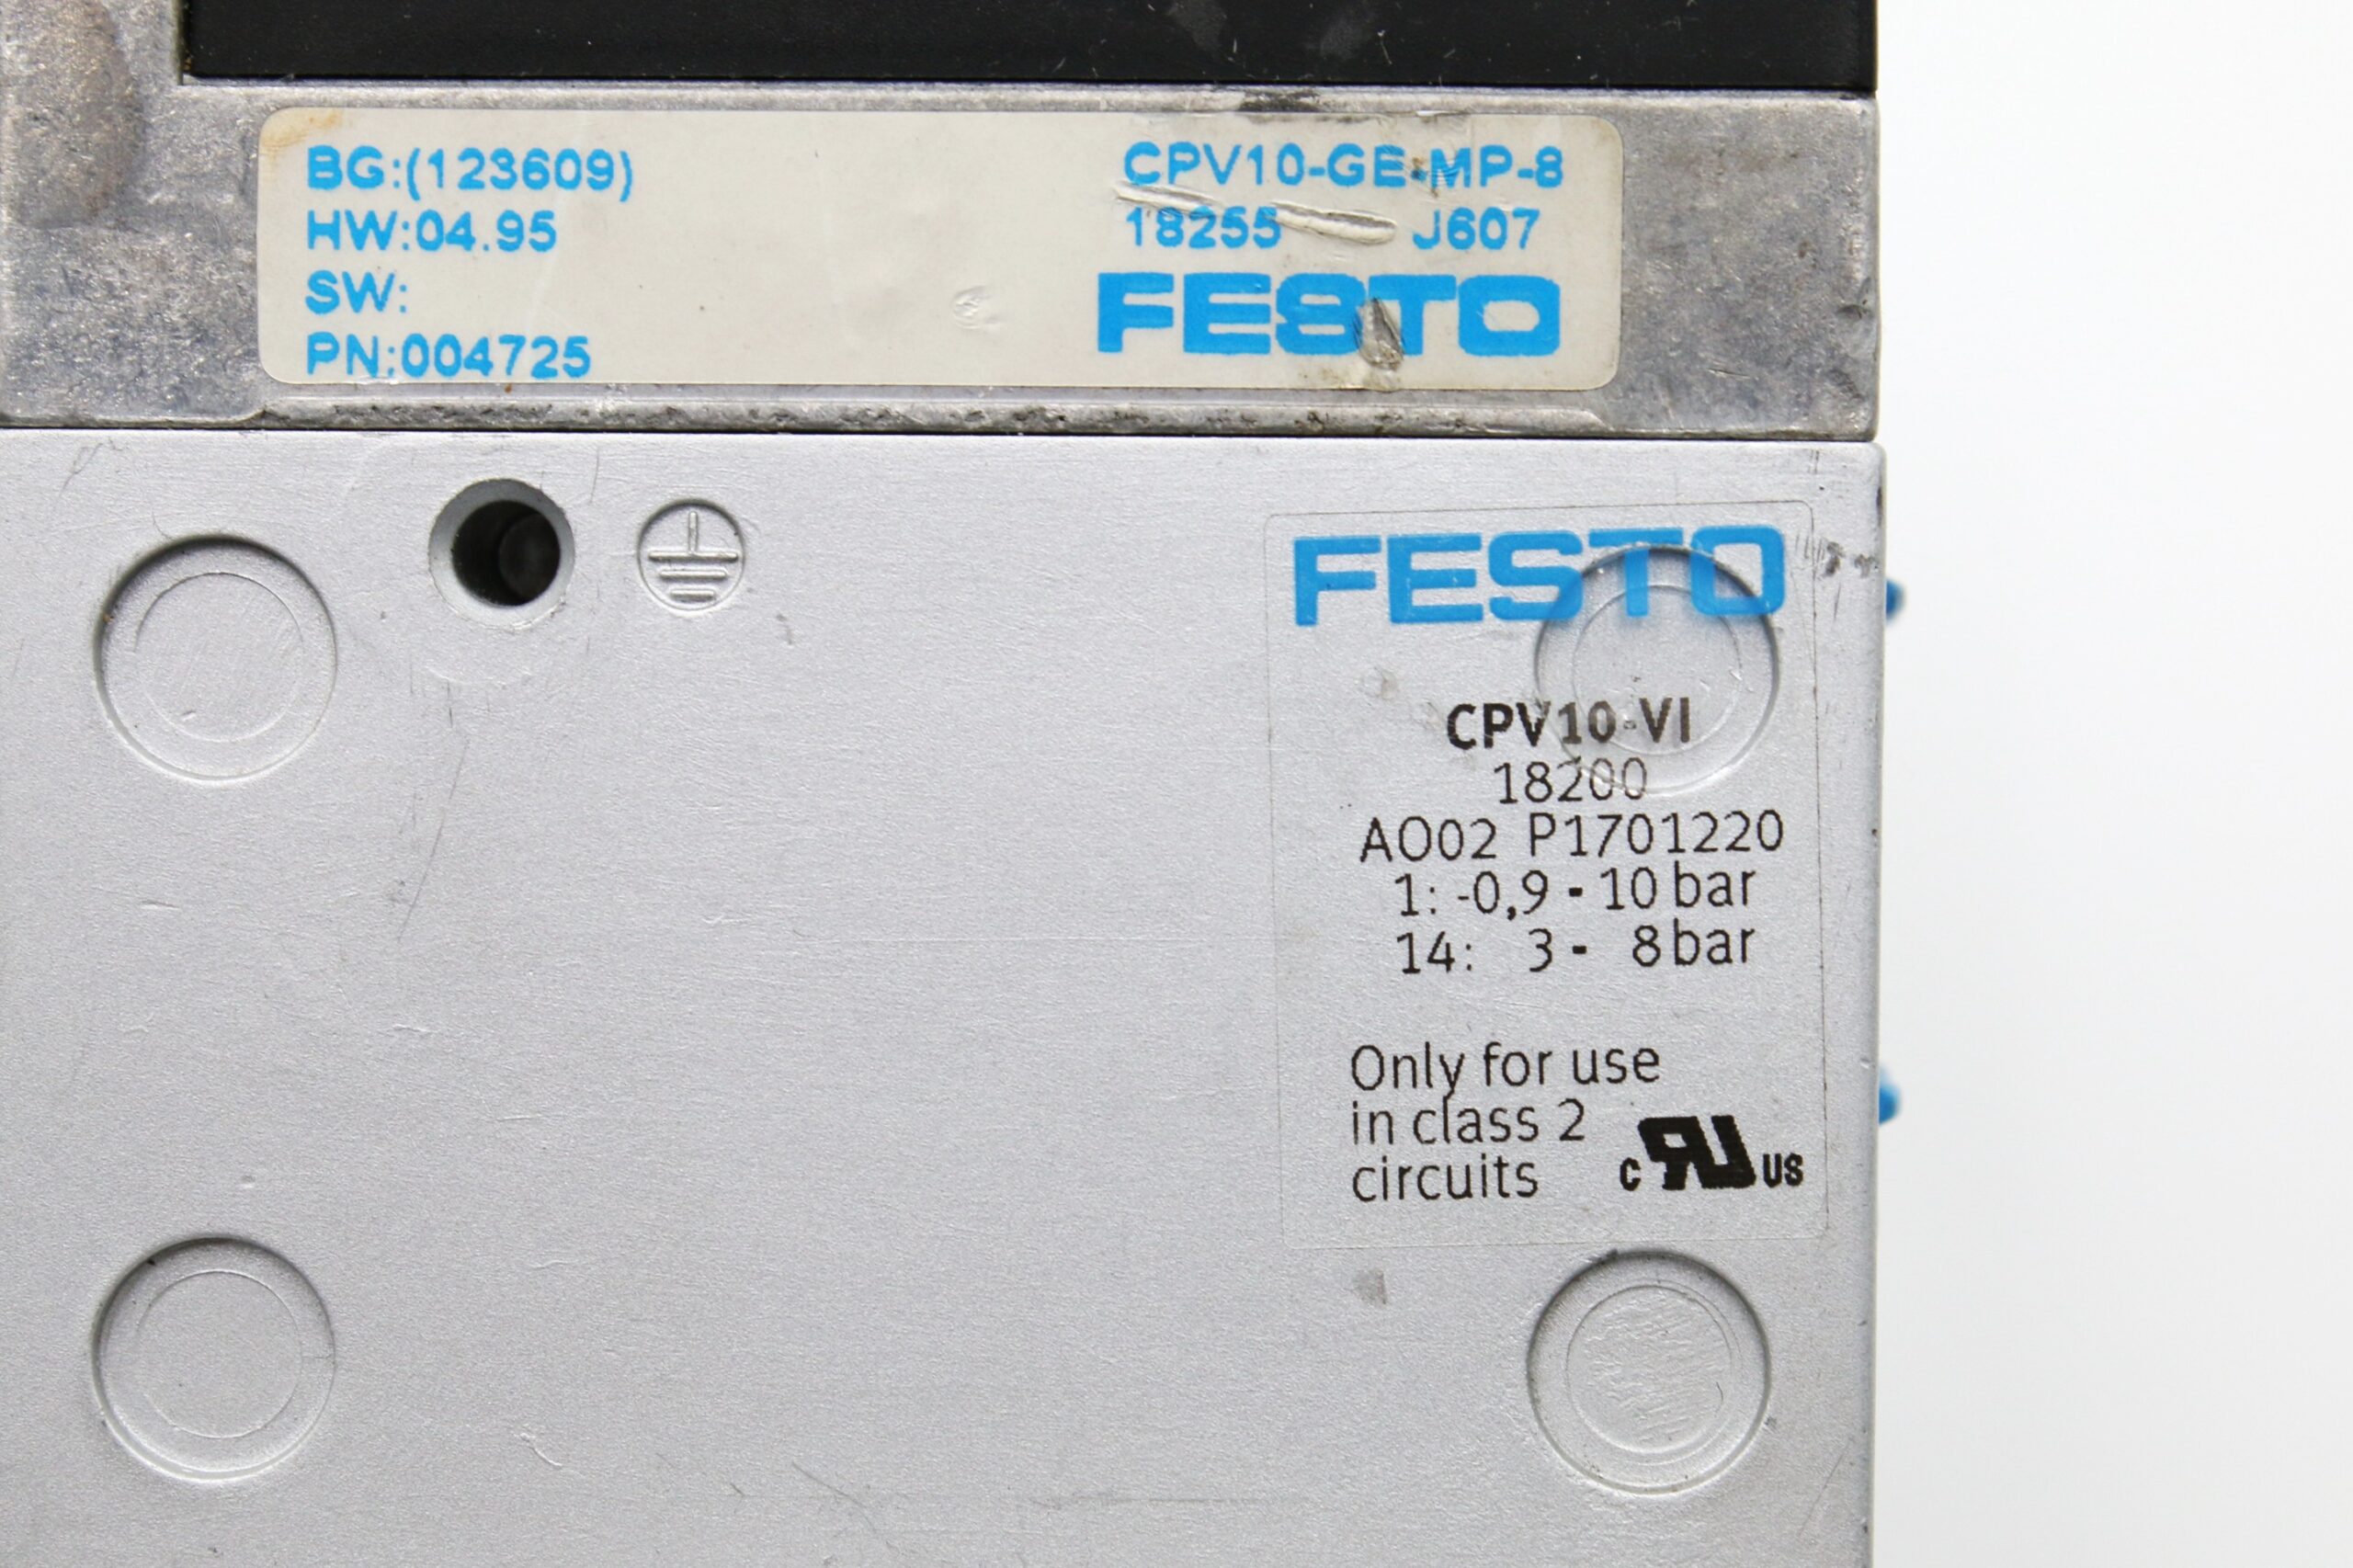 BG:(123609)
HW:04.95
SW:
PN:004725
CPV10-GE-MP-8
18255 J607
FESTO
FESTO
CPV10-VI
18200
AO02 P1701220
1: -0,9 - 10 bar
14: 3 - 8 bar
Only for use
in class 2
circuits
c RU US